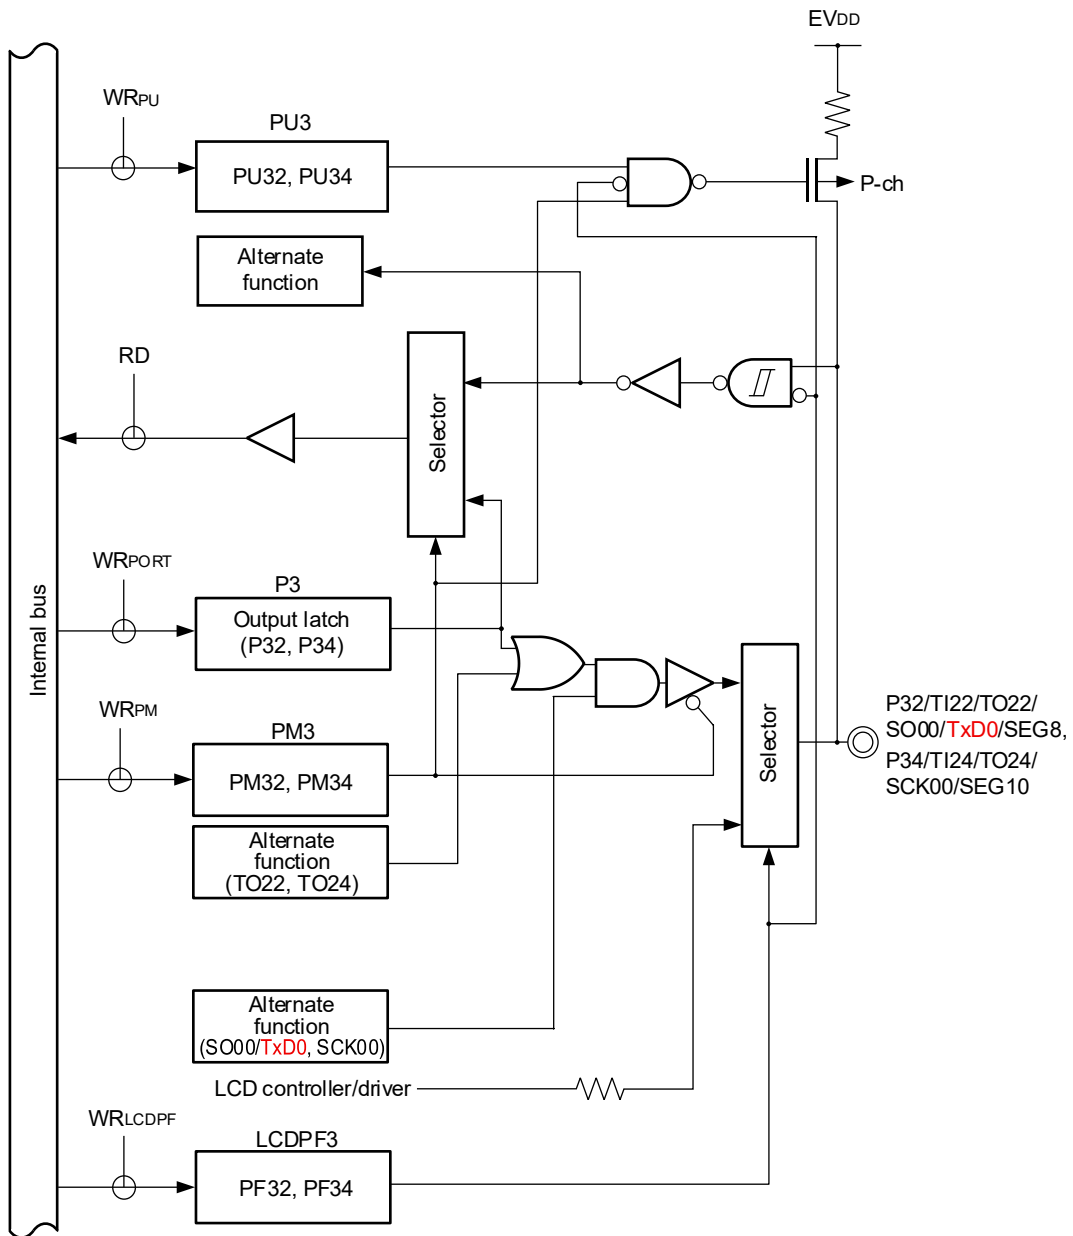 EVDD
WRPU
PU3
PU32, PU34
P-ch
Alternate
function
RD
Selector
WRPORT
P3
Output latch
(P32, P34)
Internal bus
WRPM
PM3
PM32, PM34
Selector
P32/TI22/TO22/
SO00/TxD0/SEG8,
P34/TI24/TO24/
SCK00/SEG10
Alternate
function
(TO22, TO24)
Alternate
function
(SO00/TxD0, SCK00)
LCD controller/driver
WRLCDPF
LCDPF3
PF32, PF34